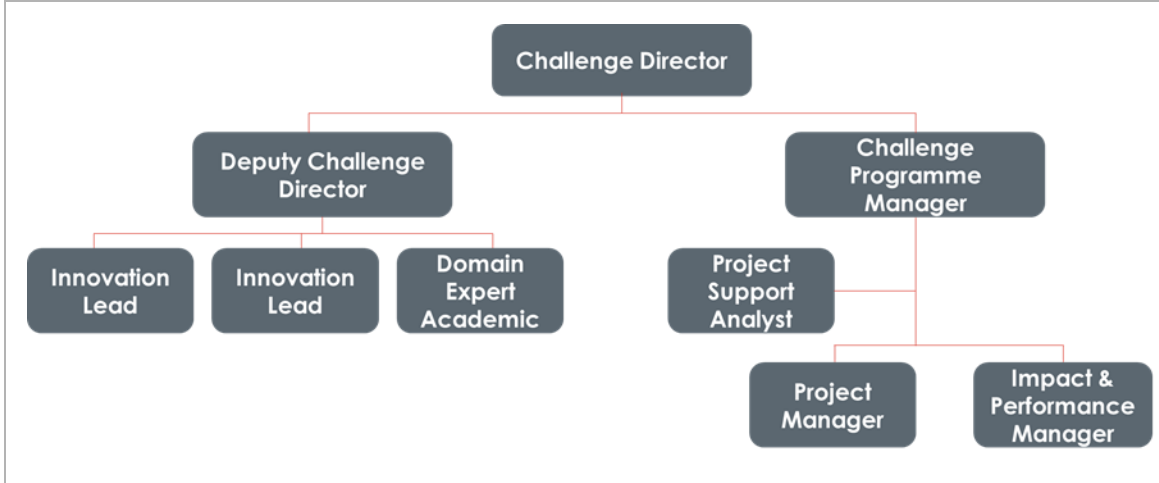 Challenge Director
Deputy Challenge
Director
Challenge
Programme
Manager
Innovation
Lead
Innovation
Lead
Domain
Expert
Academic
Project
Support
Analyst
Project
Manager
Impact &
Performance
Manager